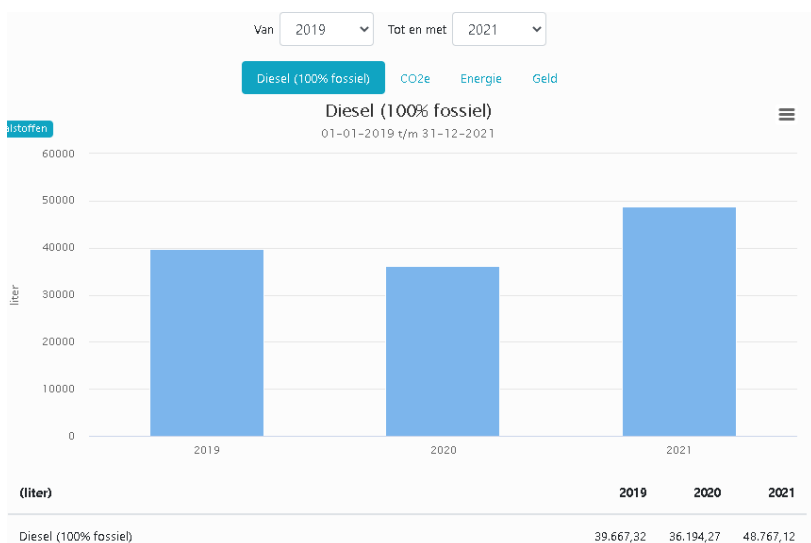 Van 2019 Tot en met 2021
Diesel (100% fossiel) CO2e Energie Geld
Diesel (100% fossiel)
01-01-2019 t/m 31-12-2021
alstoffen
60000
50000
40000
30000
20000
10000
0
liter
2019 2020 2021
(liter) 2019 2020 2021
Diesel (100% fossiel) 39.667,32 36.194,27 48.767,12